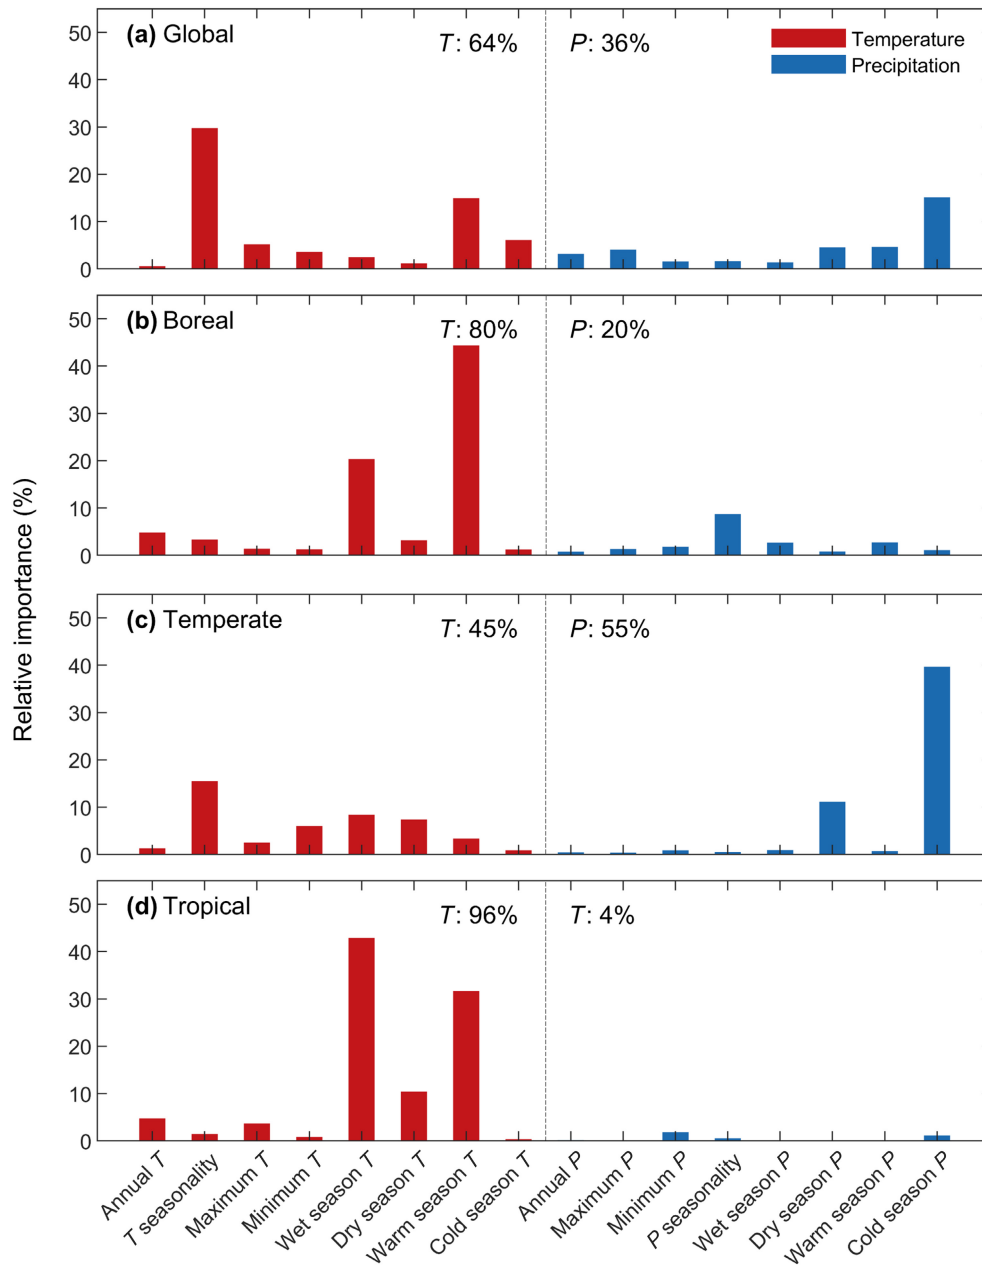 (a) Global
T: 64%
P: 36%
Temperature
Precipitation
50
40
30
20
10
0
(b) Boreal
T: 80%
P: 20%
50
40
30
20
10
0
(c) Temperate
T: 45%
P: 55%
50
40
30
20
10
0
(d) Tropical
T: 96%
T: 4%
50
40
30
20
10
0
Relative importance (%)
Annual T
T seasonality
Maximum T
Minimum T
Wet season T
Dry season T
Warm season T
Cold season T
Annual P
Maximum P
Minimum P
P seasonality
Wet season P
Dry season P
Warm season P
Cold season P